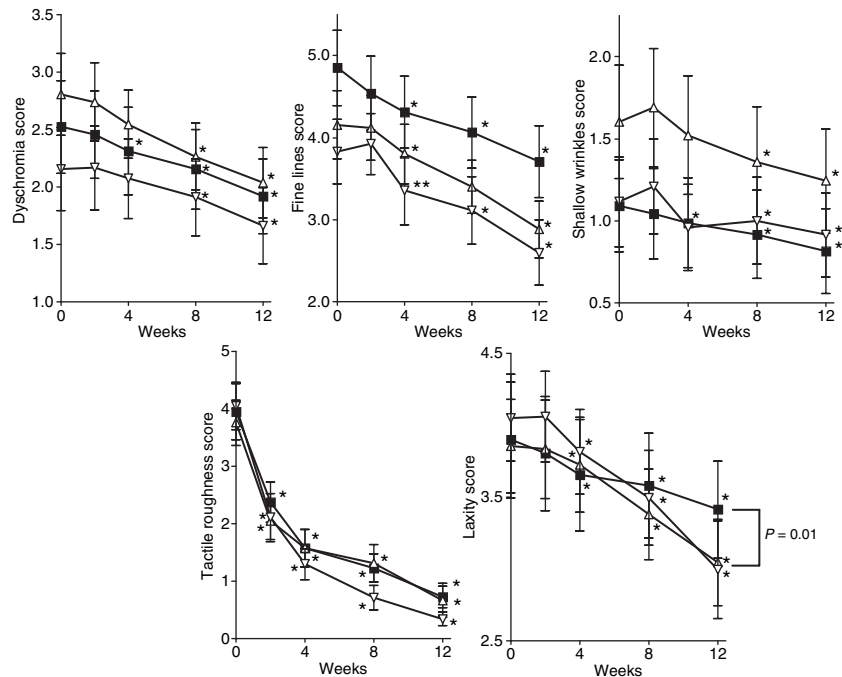 3.5
3.0
2.5
2.0
1.5
1.0
Dyschromia score
0 4 8 12
Weeks
* * * * * * *
5.0
4.0
3.0
2.0
Fine lines score
0 4 8 12
Weeks
* * * ** * * *
2.0
1.5
1.0
0.5
Shallow wrinkles score
0 4 8 12
Weeks
* * * * * * *
5
4
3
2
1
0
Tactile roughness score
0 4 8 12
Weeks
* * * * * * * * * * * *
4.5
3.5
2.5
Laxity score
0 4 8 12
Weeks
* * * * * * * *
P = 0.01